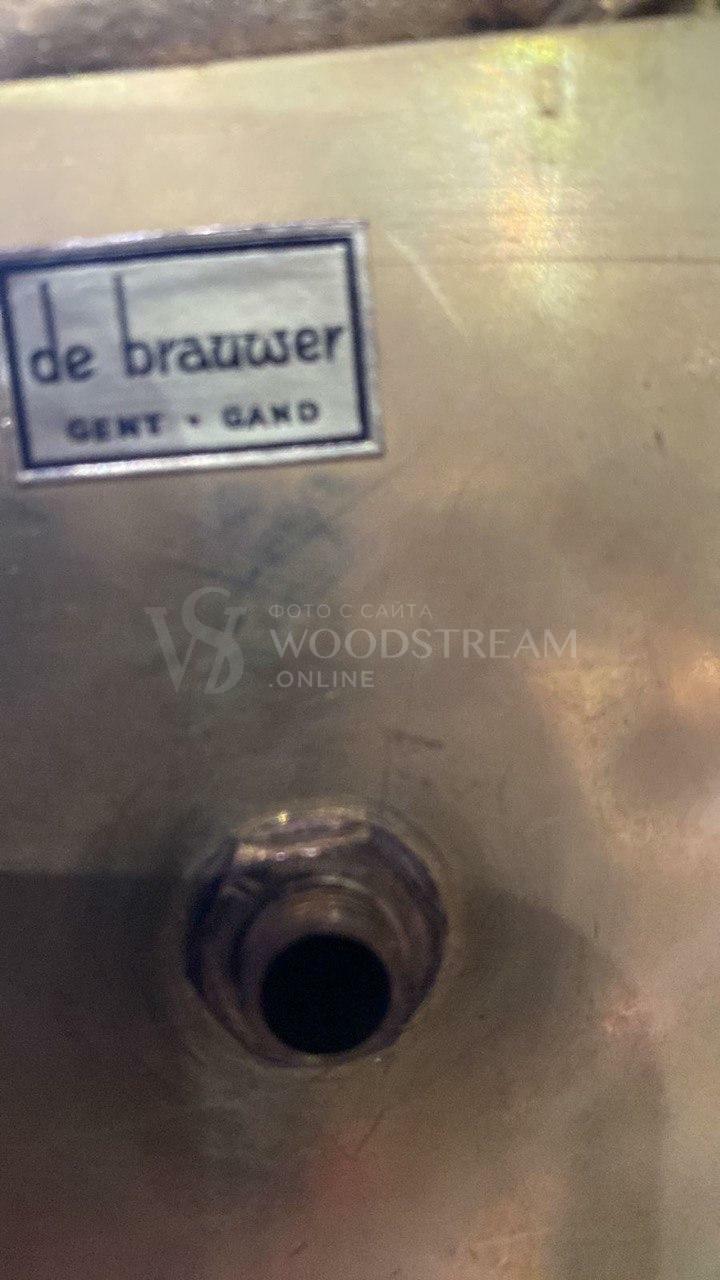 de brauwer
GENT • GAND
ФОТО С САЙТА
WOODSTREAM
.ONLINE